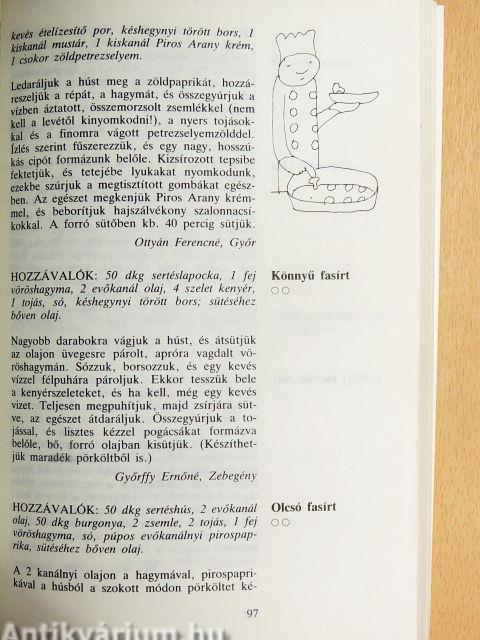 kevés ételízesítő por, késhegynyi törött bors, 1
kiskanál mustár, 1 kiskanál Piros Arany krém,
1 csokor zöldpetrezselyem.
Ledaráljuk a húst meg a zöldpaprikát, hozzá-
reszeljük a répát, a hagymát, és összegyúrjuk a
vízben áztatott, összemorzsolt zsemlékkel (nem
kell a levétől kinyomkodni!), a nyers tojások-
kal és a finomra vágott petrezselyemzölddel.
Ízlés szerint fűszerezzük, és egy nagy, hosszú-
kás cipót formázunk belőle. Kizsírozott tepsibe
fektetjük, és tetejébe lyukakat nyomkodunk,
ezekbe szúrjuk a megtisztított gombákat egész-
ben. Az egészet megkenjük Piros Arany krém-
mel, és beborítjuk hajszálvékony szalonnacsí-
kokkal. A forró sütőben kb. 40 percig sütjük.
Ottyán Ferencné, Győr
HOZZÁVALÓK: 50 dkg sertéslapocka, 1 fej
vöröshagyma, 2 evőkanál olaj, 4 szelet kenyér,
1 tojás, só, késhegynyi törött bors; sütéséhez
bőven olaj.
Könnyű fasírt
Nagyobb darabokra vágjuk a húst, és átsütjük
az olajon üvegesre párolt, apróra vagdalt vö-
röshagymán. Sózzuk, borsozzuk, és egy kevés
vízzel félpuhára pároljuk. Ekkor tesszük bele
a kenyérszeleteket, és ha kell, még egy kevés
vizet. Teljesen megpuhítjuk, majd zsírjára süt-
ve, az egészet átdaráljuk. Összegyúrjuk a to-
jással, és lisztes kézzel pogácsákat formázva
belőle, bő, forró olajban kisütjük. (Készíthet-
jük maradék pörköltből is.)
Győrffy Ernőné, Zebegény
HOZZÁVALÓK: 50 dkg sertéshús, 2 evőkanál
olaj, 50 dkg burgonya, 2 zsemle, 2 tojás, 1 fej
vöröshagyma, só, púpos evőkanálnyi pirospap-
rika, sütéséhez bőven olaj.
Olcsó fasírt
A 2 kanálnyi olajon a hagymával, pirospapri-
kával a húsból a szokott módon pörköltet ké-
97
Antikvárium.hu